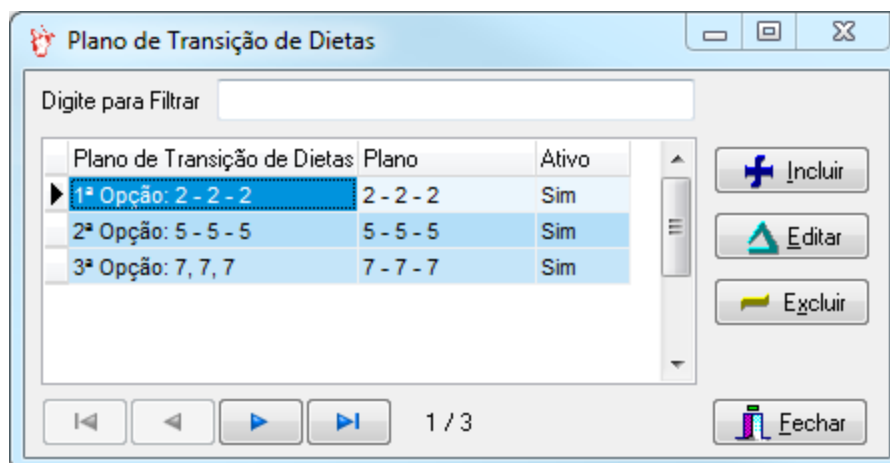 Plano de Transição de Dietas
Digite para Filtrar
Plano de Transição de Dietas Plano Ativo
1ª Opção: 2 - 2 - 2 2 - 2 - 2 Sim
2ª Opção: 5 - 5 - 5 5 - 5 - 5 Sim
3ª Opção: 7, 7, 7 7 - 7 - 7 Sim
Incluir
Editar
Excluir
1 / 3
Fechar